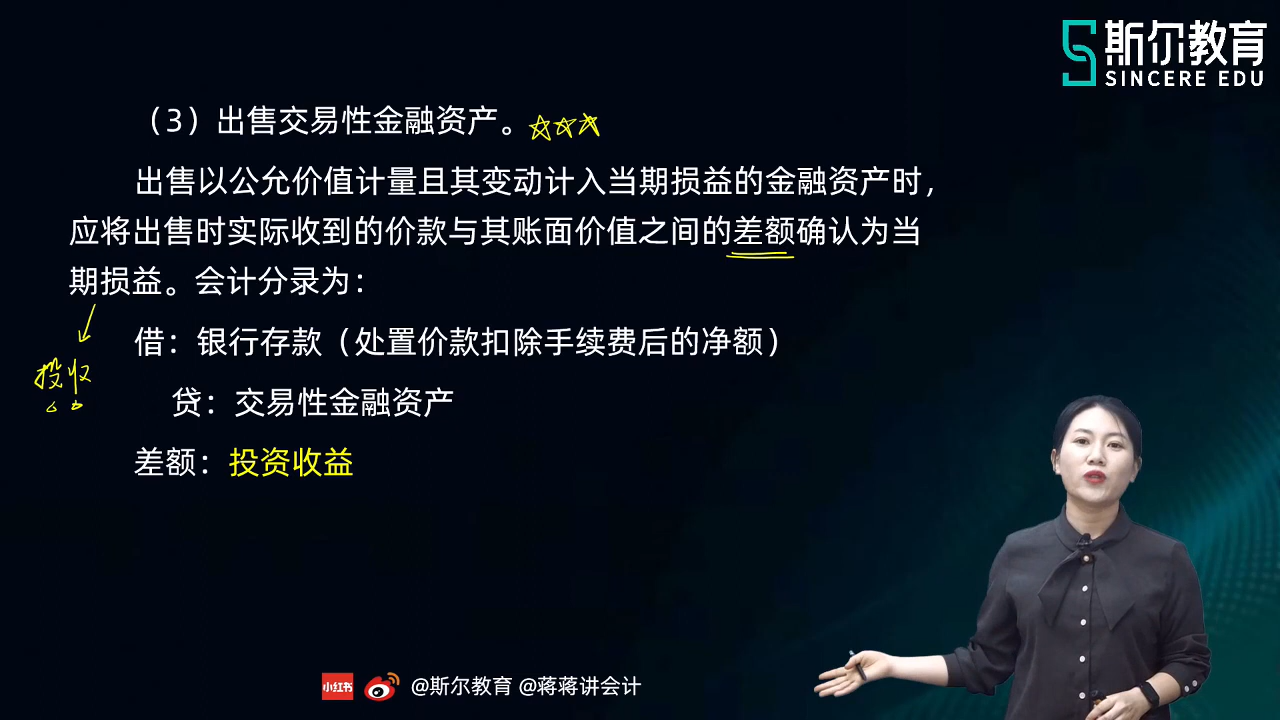 斯尔教育
SINCERE EDU
（3）出售交易性金融资产。
出售以公允价值计量且其变动计入当期损益的金融资产时，
应将出售时实际收到的价款与其账面价值之间的差额确认为当
期损益。会计分录为：
借：银行存款（处置价款扣除手续费后的净额）
投收
贷：交易性金融资产
差额：投资收益
小红书 @斯尔教育 @蒋蒋讲会计